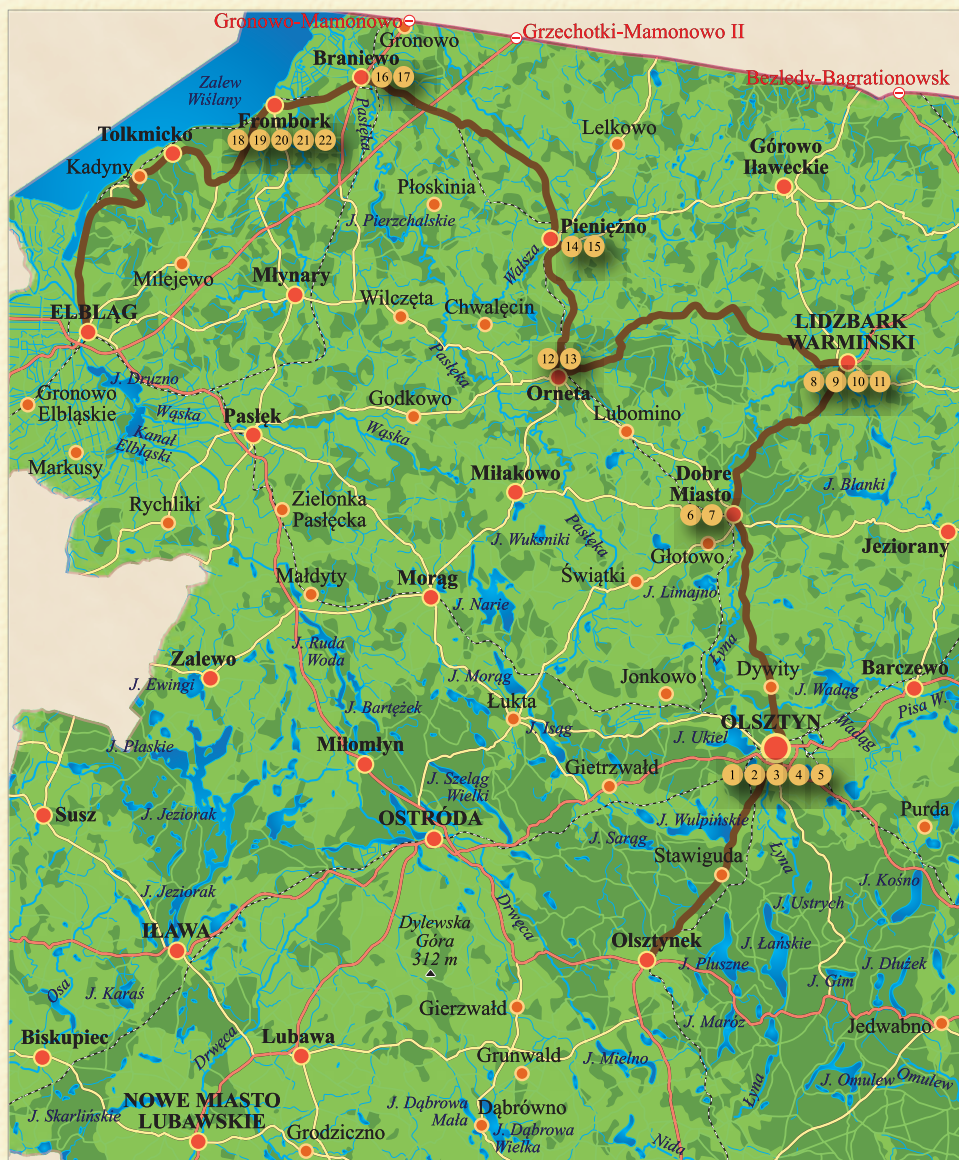 Gronowo-Mamonowo
Gronowo
Grzechotki-Mamonowo II
Braniewo
16 17
Bezledy-Bagrationowsk
Zalew
Wiślany
Pasłęka
Frombork
18 19 20 21 22
Tolkmicko
Kadyny
Lelkowo
Górowo
Iławeckie
Płoskinia
J. Pierzchalskie
Pieniężno
14 15
Wałsza
Milejewo
Młynary
Wilczęta
Chwalęcin
ELBLĄG
LIDZBARK
WARMIŃSKI
8 9 10 11
12 13
Orneta
Pasłęka
J. Druzno
Gronowo
Elbląskie
Wąska
Kanał
Elbląski
Pasłęk
Godkowo
Wąska
Lubomino
Markusy
Rychliki
Zielonka
Pasłęcka
Miłakowo
Dobre
Miasto
6 7
J. Blanki
J. Wuksniki
Pasłęka
Głotowo
Jeziorany
Małdyty
Morąg
J. Narie
Świątki
J. Limajno
Łyna
J. Ruda
Woda
Zalewo
J. Ewingi
J. Morąg
Jonkowo
Dywity
Barczewo
J. Wadąg
Pisa W.
J. Bartężek
Łukta
J. Isąg
OLSZTYN
J. Ukiel
Wadąg
1 2 3 4 5
J. Płaskie
Miłomłyn
Gietrzwałd
J. Szeląg
Wielki
Susz
J. Jeziorak
OSTRÓDA
J. Wulpińskie
J. Sarąg
Purda
Stawiguda
Łyna
J. Kośno
J. Jeziorak
J. Ustrych
Drwęca
Dylewska
Góra
312 m
IŁAWA
Olsztynek
J. Łańskie
J. Pluszne
J. Dłużek
J. Gim
Osa
J. Karaś
Gierzwałd
J. Maróz
Jedwabno
Biskupiec
Drwęca
Lubawa
Grunwald
J. Mielno
J. Omulew
Omulew
Łyna
NOWE MIASTO
LUBAWSKIE
J. Skarlińskie
J. Dąbrowa
Mała
Dąbrówno
J. Dąbrowa
Wielka
Grodziczno
Nida